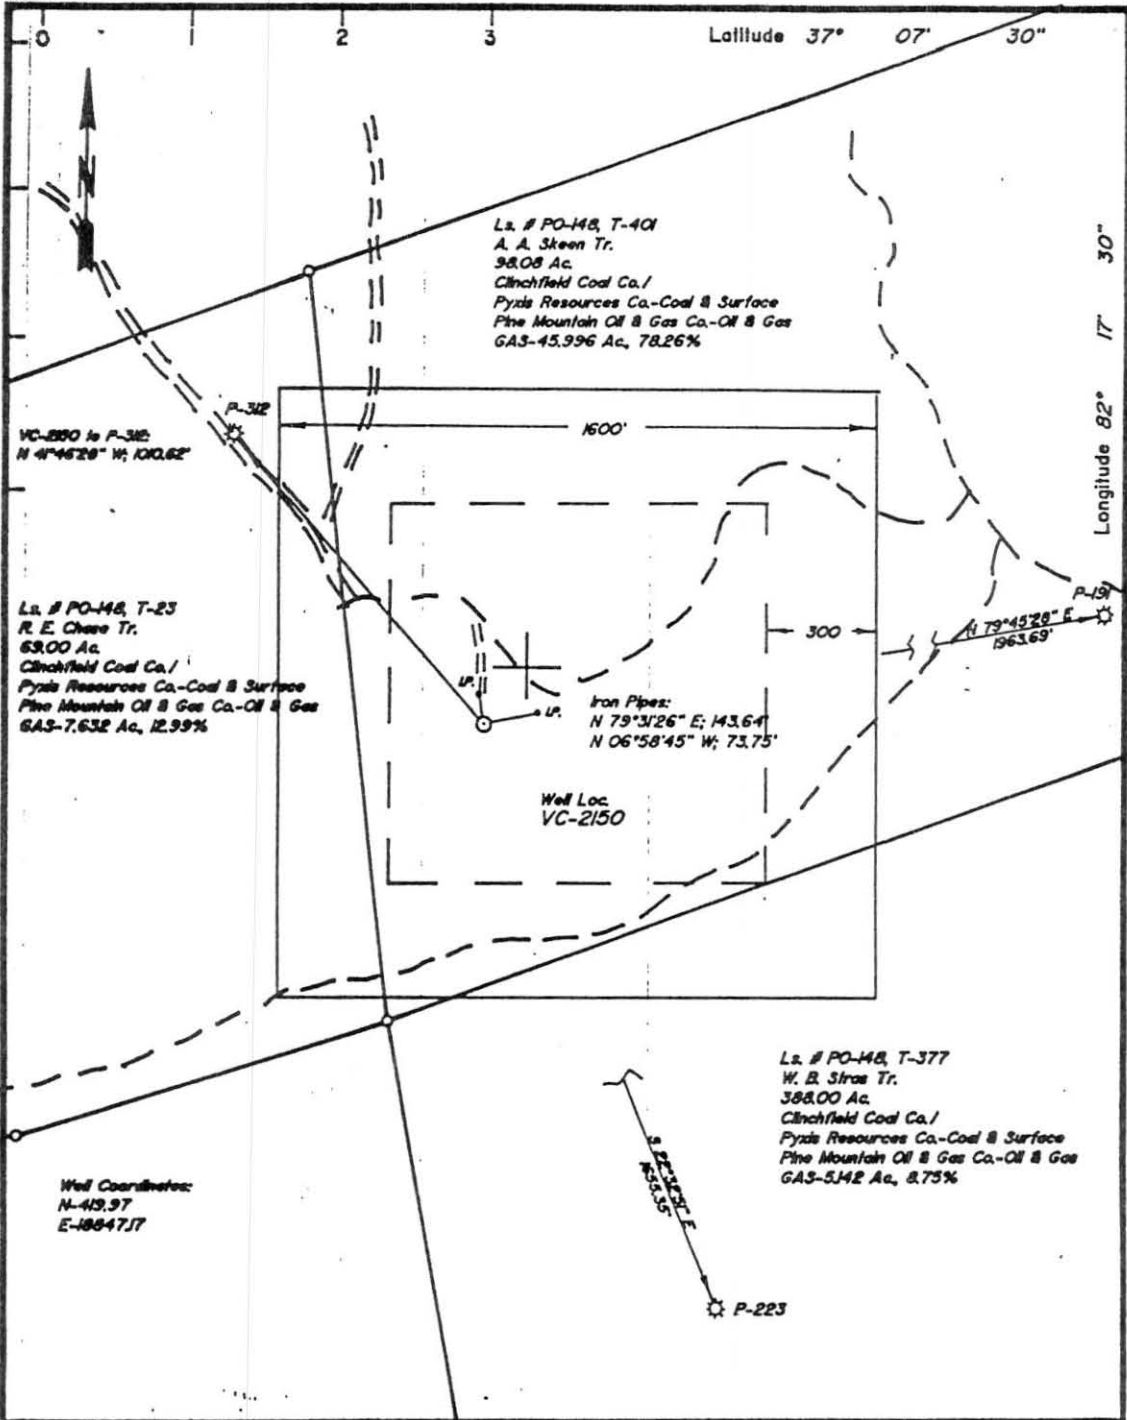 0 1 2 3 Latitude 37° 07' 30"
Longitude 82° 17' 30"
N
Ls. # PO-148, T-401
A. A. Skeen Tr.
98.08 Ac.
Clinchfield Coal Co./
Pyxis Resources Co.-Coal & Surface
Pine Mountain Oil & Gas Co.-Oil & Gas
GAS-45.996 Ac., 78.26%
P-312
1600'
VC-2150 to P-312:
N 41°46'28" W; 1010.62'
Ls. # PO-148, T-23
R. E. Chase Tr.
69.00 Ac.
Clinchfield Coal Co./
Pyxis Resources Co.-Coal & Surface
Pine Mountain Oil & Gas Co.-Oil & Gas
GAS-7.632 Ac., 12.99%
P-191
N 79°45'28" E
1963.69'
300
I.P.
I.P.
Iron Pipes:
N 79°31'26" E; 143.64'
N 06°58'45" W; 73.75'
Well Loc.
VC-2150
Ls. # PO-148, T-377
W. B. Stras Tr.
388.00 Ac.
Clinchfield Coal Co./
Pyxis Resources Co.-Coal & Surface
Pine Mountain Oil & Gas Co.-Oil & Gas
GAS-5.142 Ac., 8.75%
S 22°32'51" E
1655.35'
P-223
Well Coordinates:
N-419.97
E-18847.17